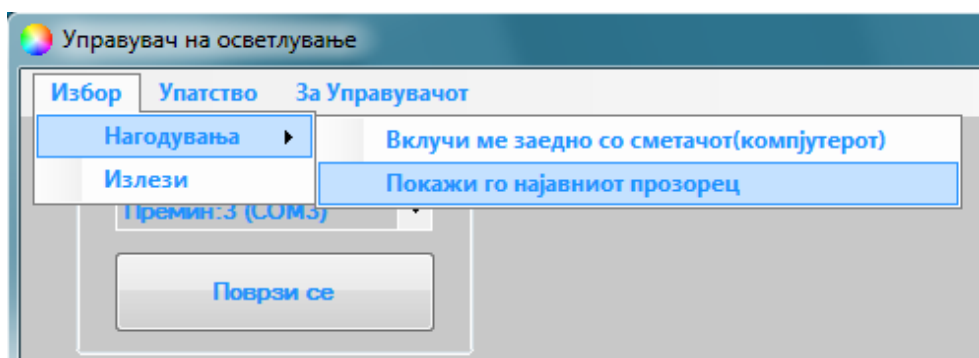 Управувач на осветлување
Избор Упатство За Управувачот
Нагодувања Вклучи ме заедно со сметачот(компјутерот)
Излези Покажи го најавниот прозорец
Премин:3 (COM3)
Поврзи се